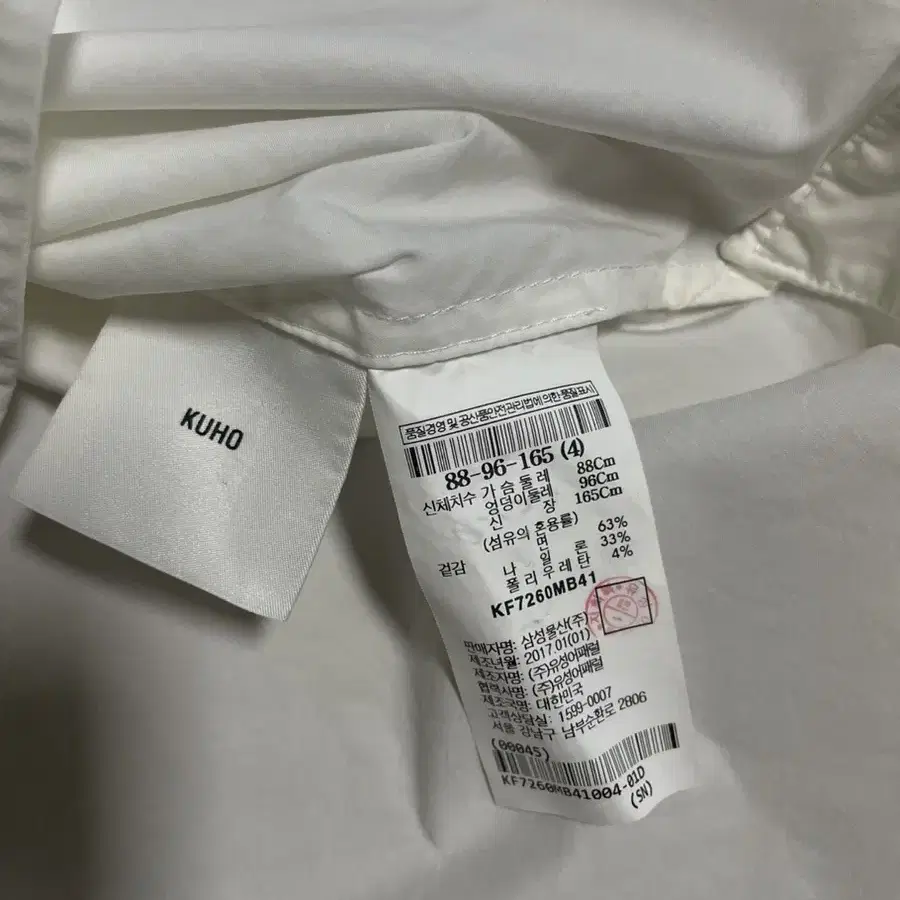 KUHO
품질경영 및 공산품안전관리법에 의한 품질표시
88-96-165 (4)
신체치수 가 슴 둘 레 88Cm
엉덩이둘레 96Cm
신 장 165Cm
(섬유의 혼용률)
겉감 면 63%
나 일 론 33%
폴 리 우 레 탄 4%
KF7260MB41
판매자명: 삼성물산(주)
제조년월: 2017.01(01)
제조자명: (주)유성어패럴
협력사명: (주)유성어패럴
제조국명: 대한민국
고객상담실: 1599-0007
서울 강남구 남부순환로 2806
(00045)
KF7260MB41004-01D
(SN)